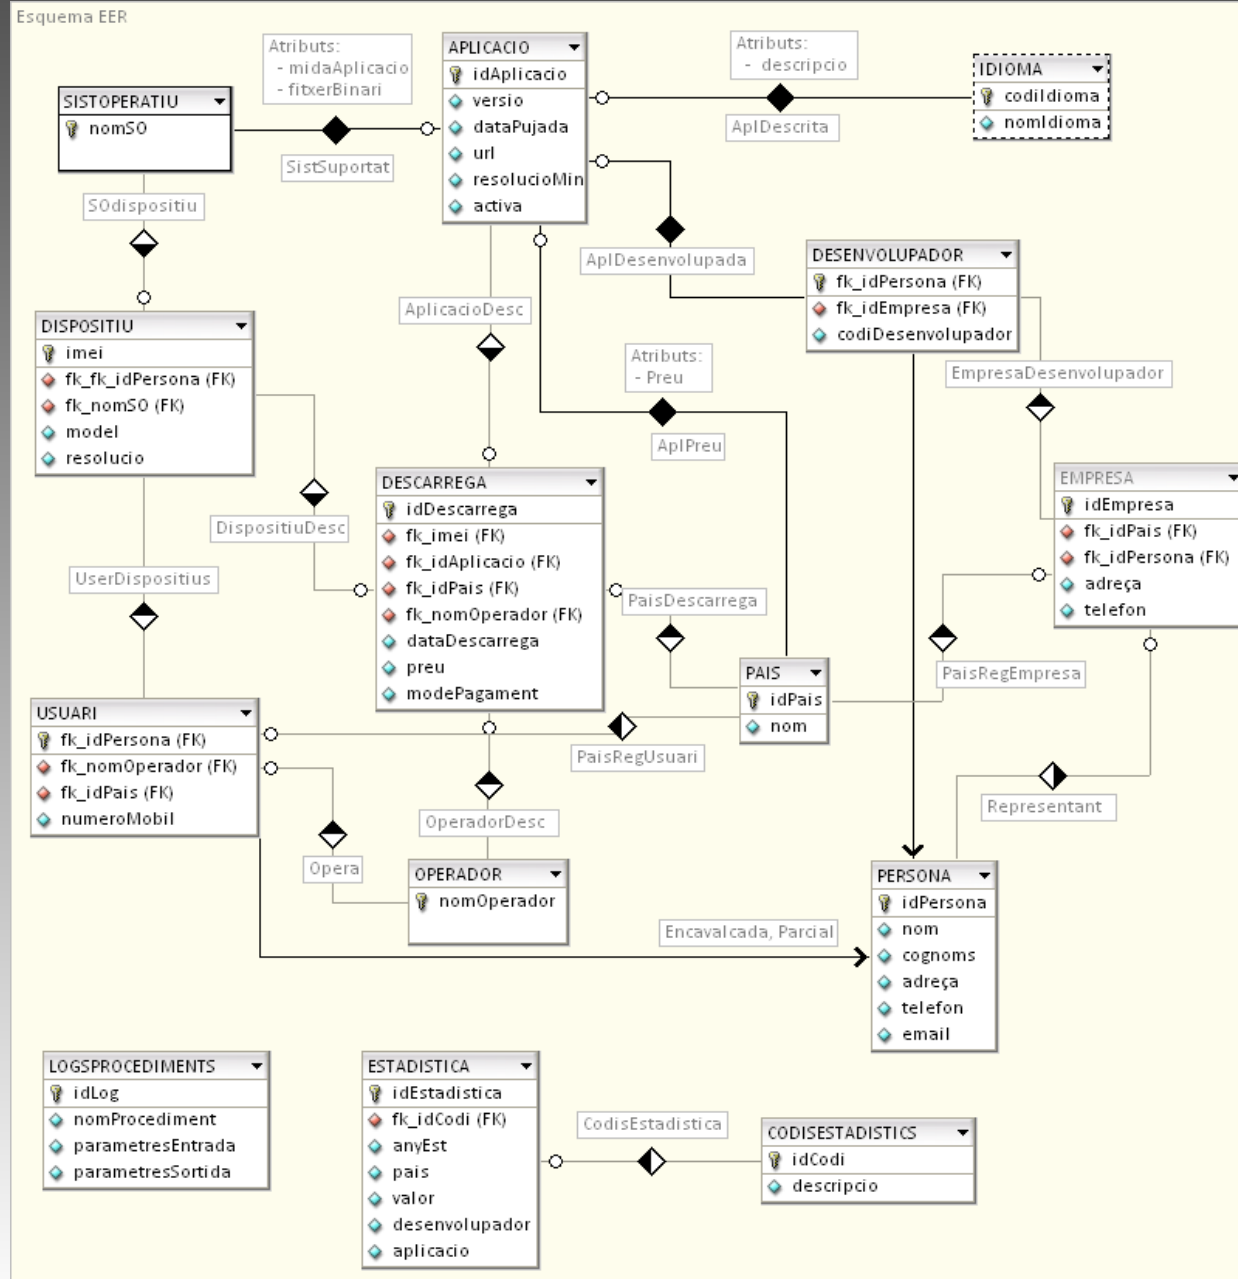 Esquema EER
Atributs:
- midaAplicacio
- fitxerBinari
APLICACIO
idAplicacio
versio
dataPujada
url
resolucioMin
activa
Atributs:
- descripcio
IDIOMA
codiIdioma
nomIdioma
AplDescrita
SISTOPERATIU
nomSO
SistSuportat
SOdispositiu
AplDesenvolupada
DESENVOLUPADOR
fk_idPersona (FK)
fk_idEmpresa (FK)
codiDesenvolupador
AplicacioDesc
DISPOSITIU
imei
fk_fk_idPersona (FK)
fk_nomSO (FK)
model
resolucio
Atributs:
- Preu
AplPreu
EmpresaDesenvolupador
DESCARREGA
idDescarrega
fk_imei (FK)
fk_idAplicacio (FK)
fk_idPais (FK)
fk_nomOperador (FK)
dataDescarrega
preu
modePagament
EMPRESA
idEmpresa
fk_idPais (FK)
fk_idPersona (FK)
adreça
telefon
DispositiuDesc
UserDispositius
PaisDescarrega
PAIS
idPais
nom
PaisRegEmpresa
USUARI
fk_idPersona (FK)
fk_nomOperador (FK)
fk_idPais (FK)
numeroMobil
PaisRegUsuari
OperadorDesc
Representant
Opera
OPERADOR
nomOperador
PERSONA
idPersona
nom
cognoms
adreça
telefon
email
Encavalcada, Parcial
LOGSPROCEDIMENTS
idLog
nomProcediment
parametresEntrada
parametresSortida
ESTADISTICA
idEstadistica
fk_idCodi (FK)
anyEst
pais
valor
desenvolupador
aplicacio
CodisEstadistica
CODISESTADISTICS
idCodi
descripcio